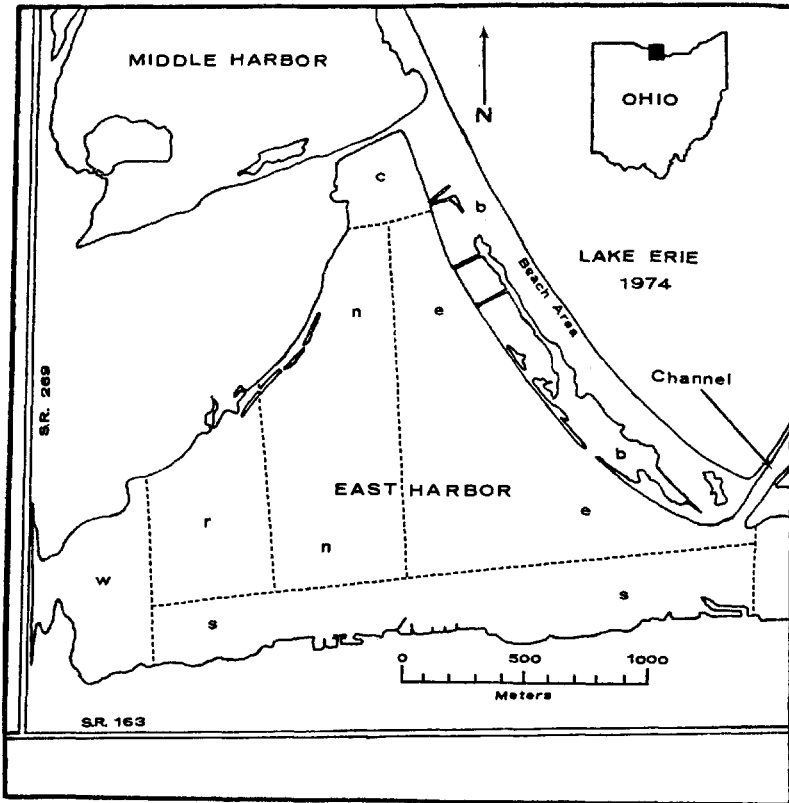 MIDDLE HARBOR
N
OHIO
c
b
LAKE ERIE
1974
Beach Area
n
e
Channel
S.R. 269
b
EAST HARBOR
r
e
n
w
s
s
0 500 1000
Meters
S.R. 163